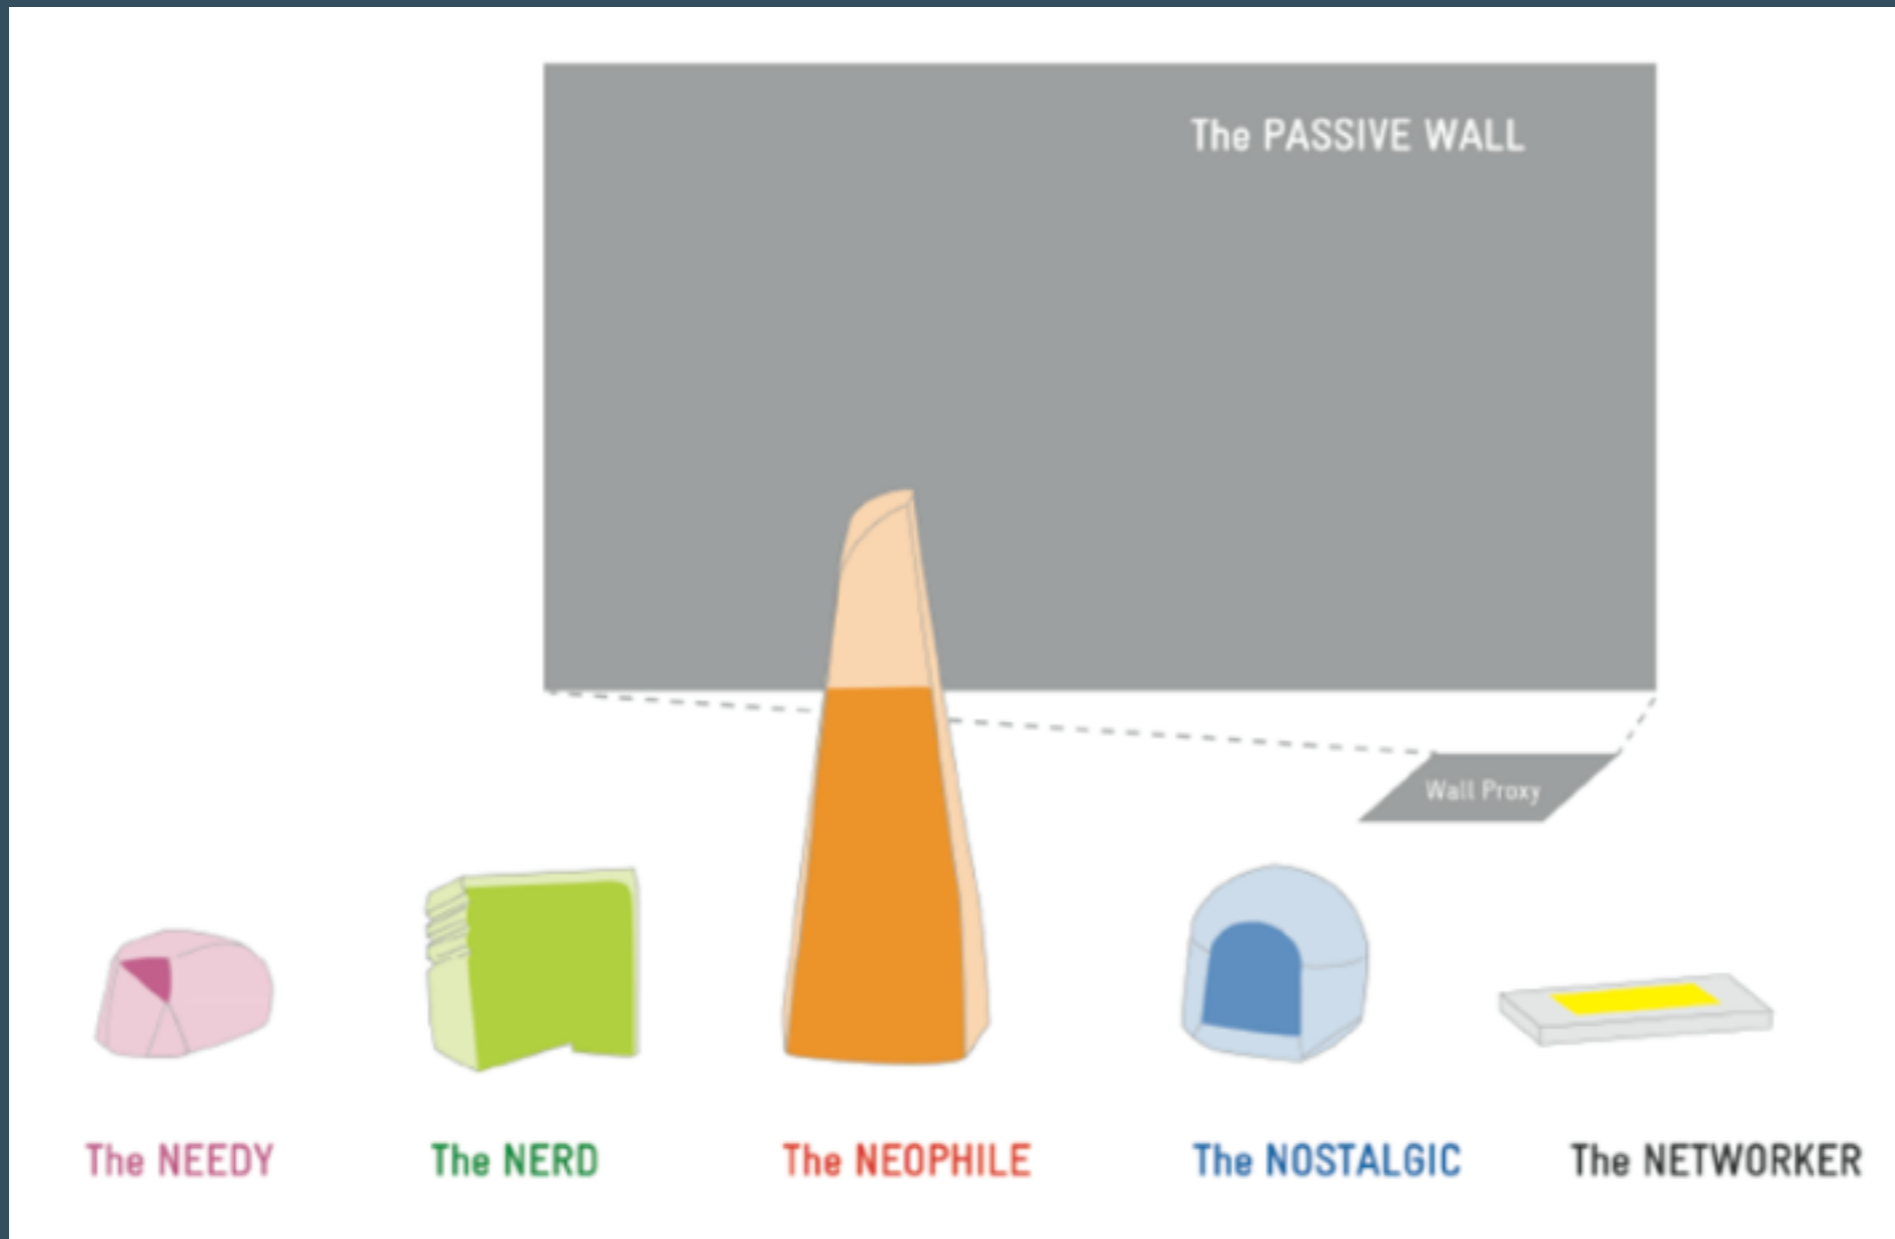 The PASSIVE WALL
Wall Proxy
The NEEDY
The NERD
The NEOPHILE
The NOSTALGIC
The NETWORKER